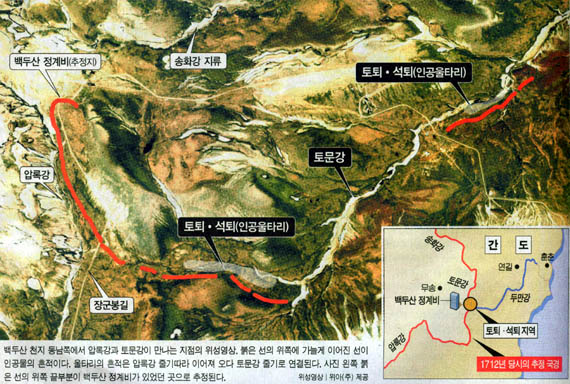 송화강 지류
백두산
정계비(추정지)
토퇴·석퇴(인공울타리)
압록강
토문강
토퇴·석퇴(인공울타리)
장군봉길
간 도
송화강
연길
훈춘
무송
토문강
백두산 정계비
두만강
토퇴·석퇴 지역
압록강
1712년 당시의 추정 국경
백두산 천지 동남쪽에서 압록강과 토문강이 만나는 지점의 위성영상, 붉은 선의 위쪽에 가늘게 이어진 선이
인공물의 흔적이다. 울타리의 흔적은 압록강 줄기따라 이어져 오다 토문강 줄기로 연결된다. 사진 왼쪽 붉
은 선의 위쪽 끝부분이 백두산 정계비가 있었던 곳으로 추정된다.
위성영상｜위아(주) 제공